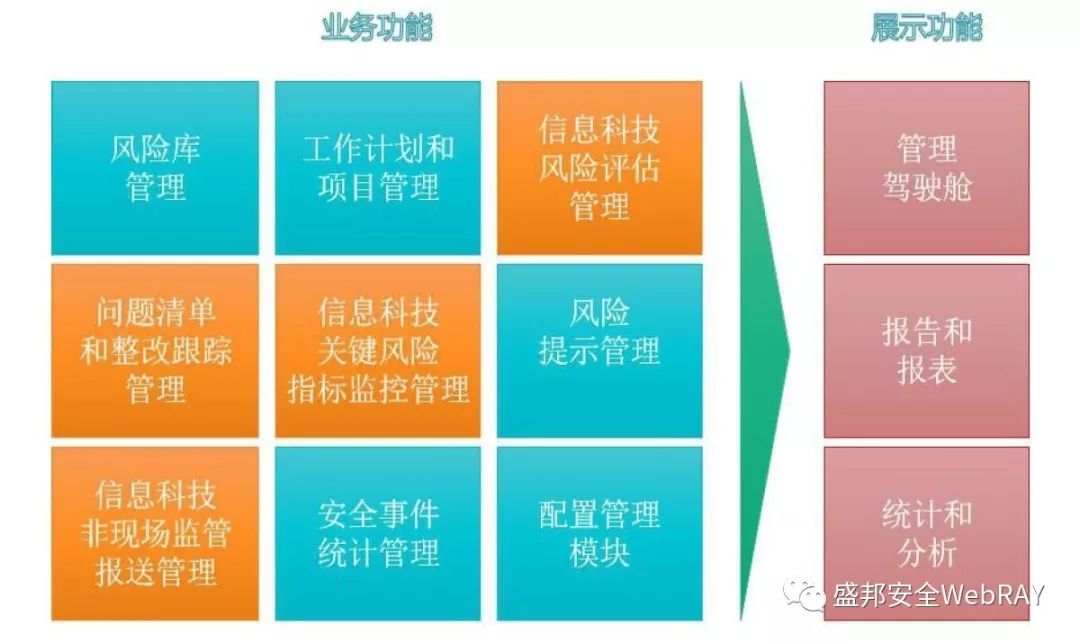 业务功能
展示功能
风险库
管理
工作计划和
项目管理
信息科技
风险评估
管理
管理
驾驶舱
问题清单
和整改跟踪
管理
信息科技
关键风险
指标监控管理
风险
提示管理
报告和
报表
信息科技
非现场监管
报送管理
安全事件
统计管理
配置管理
模块
统计和
分析
盛邦安全WebRAY